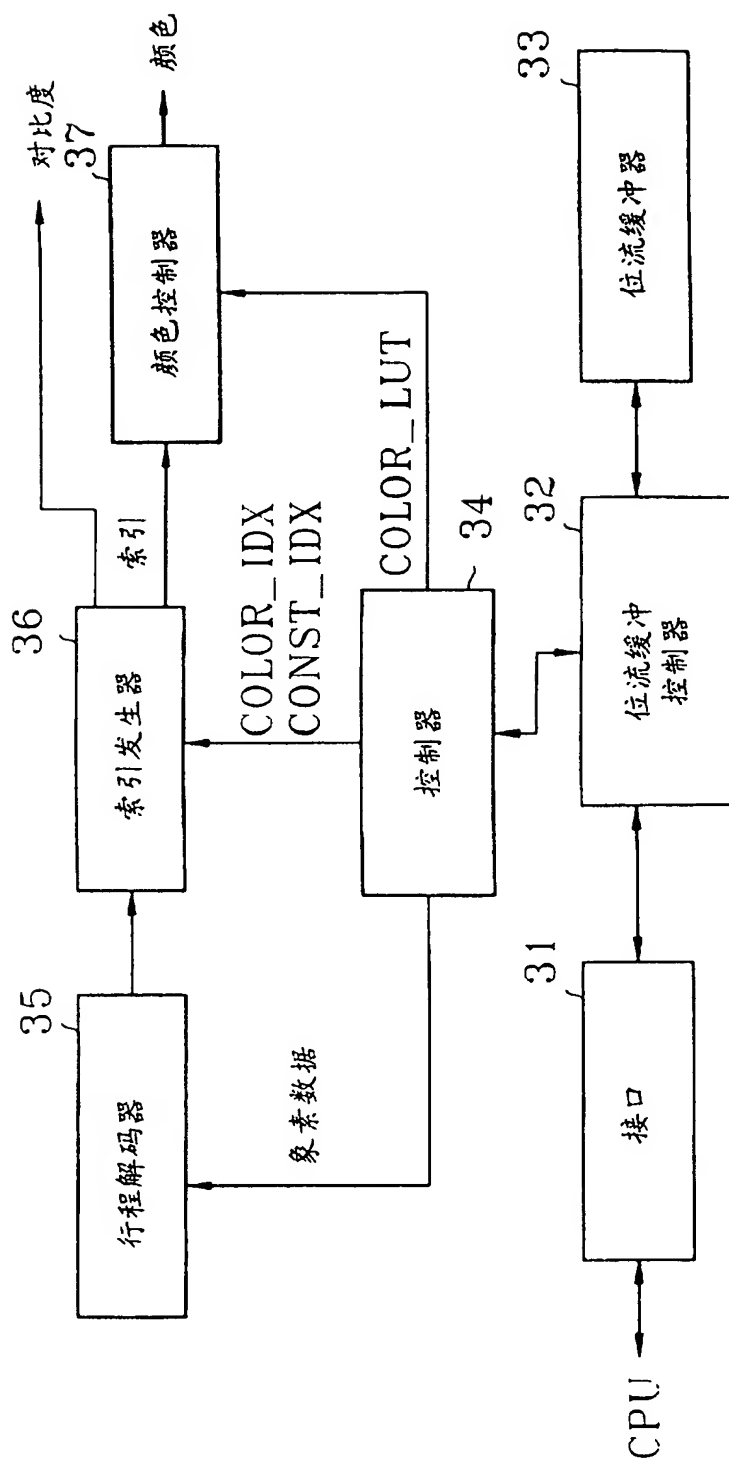 对比度
颜色
37
颜色控制器
36
索引
索引发生器
35
行程解码器
COLOR_IDX
CONST_IDX
COLOR_LUT
象素数据
34
控制器
33
位流缓冲器
32
位流缓冲
控制器
31
接口
CPU